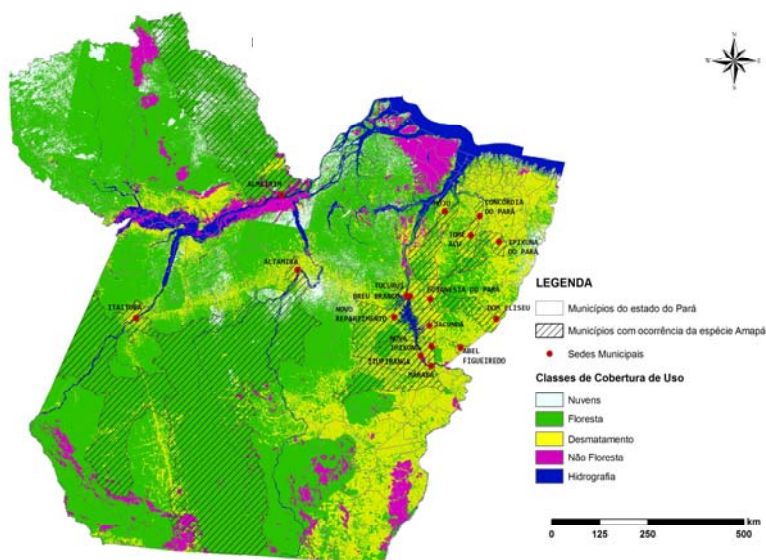 N
W
E
S
ALMEIRIM
MOJU
CONCÓRDIA
DO PARÁ
TOMÉ
AÇU
IPIXUNA
DO PARÁ
ALTAMIRA
TUCURUÍ
BREU BRANCO
GOIANÉSIA DO PARÁ
ITAITUBA
NOVO
REPARTIMENTO
DOM ELISEU
JACUNDÁ
NOVA
IPIXUNA
ITUPIRANGA
ABEL
FIGUEIREDO
MARABÁ
LEGENDA
Municípios do estado do Pará
Municípios com ocorrência da espécie Amapá
Sedes Municipais
Classes de Cobertura de Uso
Nuvens
Floresta
Desmatamento
Não Floresta
Hidrografia
km
0 125 250 500